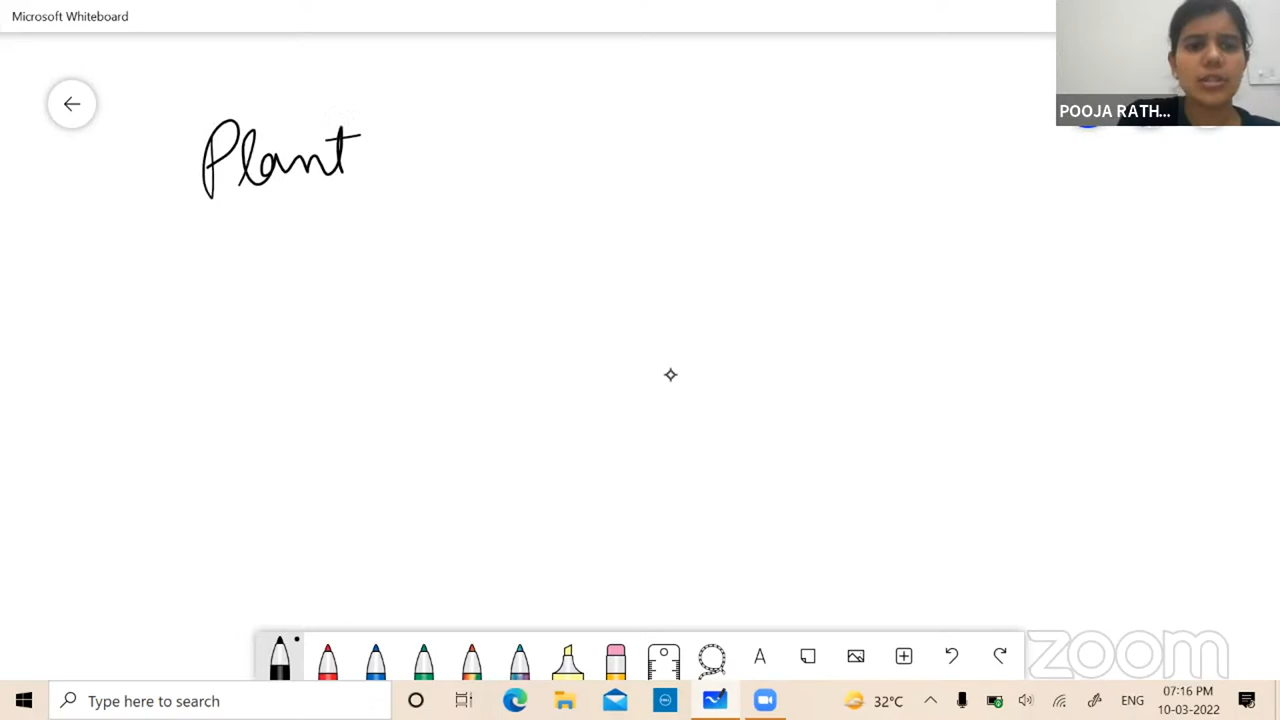 Microsoft Whiteboard
POOJA RATH...
Plant
A
zoom
Type here to search
32°C
ENG
07:16 PM
10-03-2022